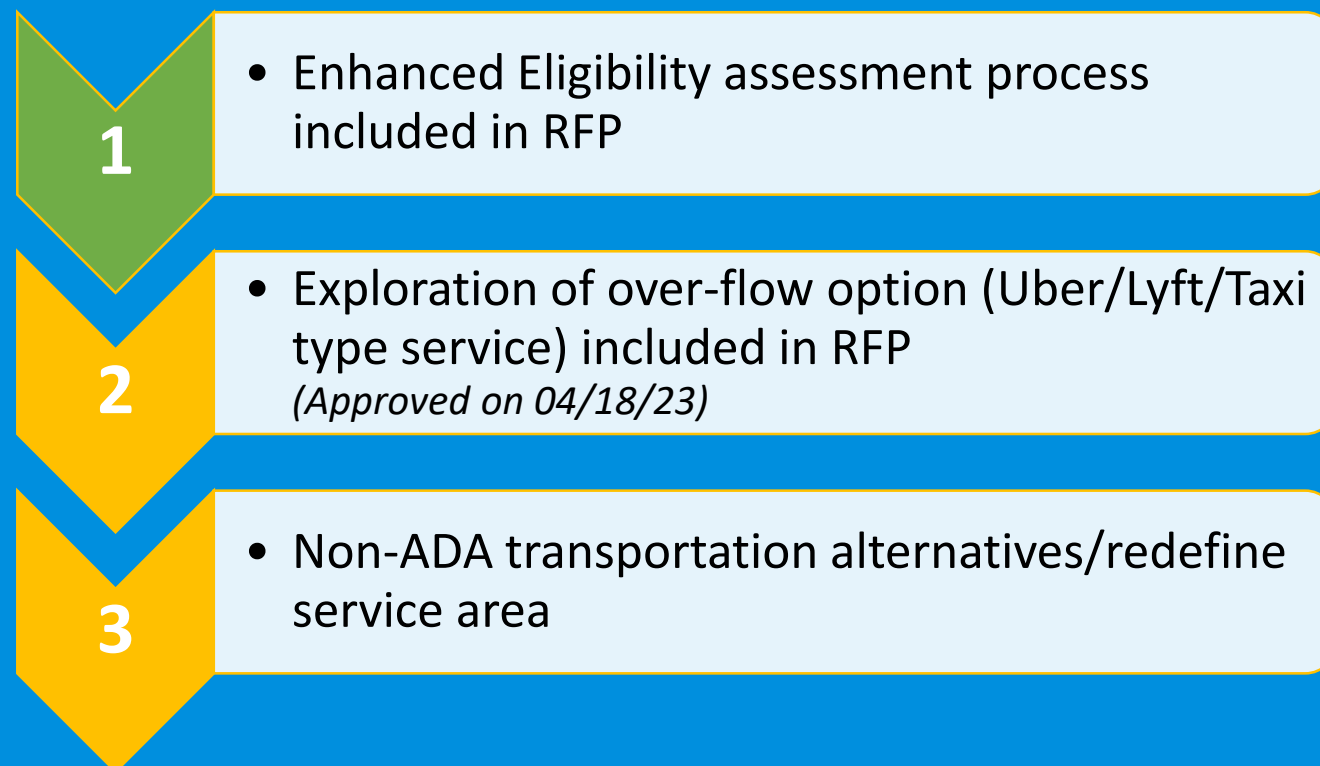 1
• Enhanced Eligibility assessment process
included in RFP
2
• Exploration of over-flow option (Uber/Lyft/Taxi
type service) included in RFP
(Approved on 04/18/23)
3
• Non-ADA transportation alternatives/redefine
service area